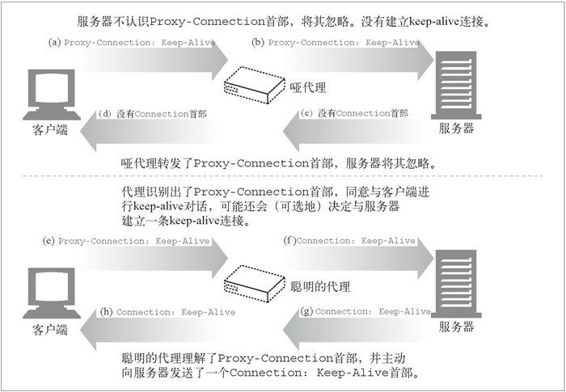 服务器不认识Proxy-Connection首部，将其忽略。没有建立keep-alive连接。
(a) Proxy-Connection: Keep-Alive
(b) Proxy-Connection: Keep-Alive
哑代理
(d) 没有Connection首部
(c) 没有Connection首部
客户端
服务器
哑代理转发了Proxy-Connection首部，服务器将其忽略。
代理识别出了Proxy-Connection首部，同意与客户端进
行keep-alive对话，可能还会（可选地）决定与服务器
建立一条keep-alive连接。
(e) Proxy-Connection: Keep-Alive
(f)Connection: Keep-Alive
聪明的代理
(h) Connection: Keep-Alive
(g) Connection: Keep-Alive
客户端
服务器
聪明的代理理解了Proxy-Connection首部，并主动
向服务器发送了一个Connection: Keep-Alive首部。